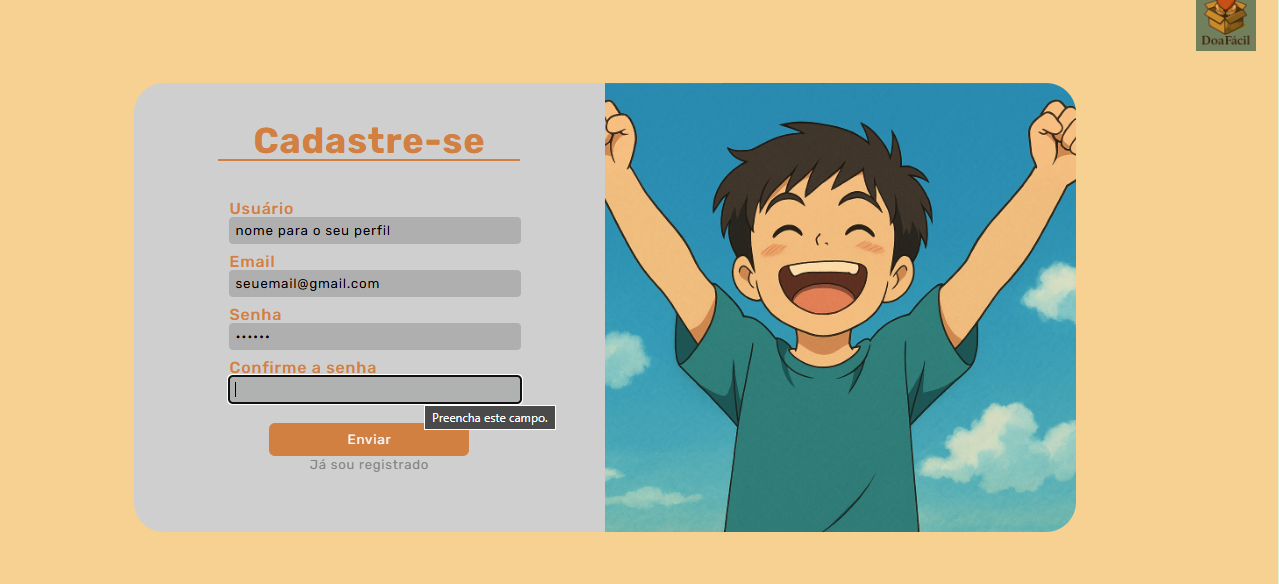 DoaFácil
Cadastre-se
Usuário
nome para o seu perfil
Email
seuemail@gmail.com
Senha
••••••
Confirme a senha
Preencha este campo.
Enviar
Já sou registrado